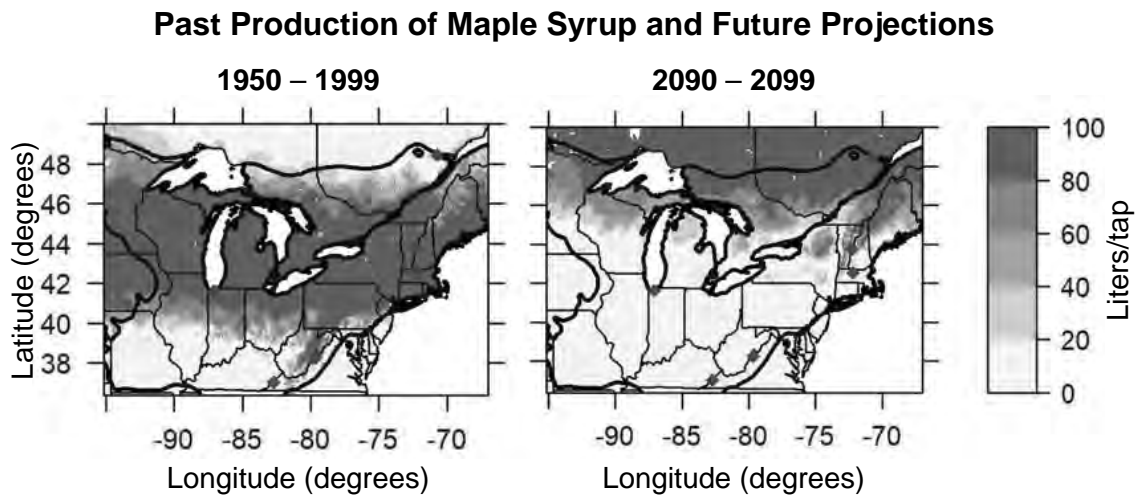 Past Production of Maple Syrup and Future Projections
1950 – 1999
2090 – 2099
Latitude (degrees)
48
46
44
42
40
38
-90 -85 -80 -75 -70
Longitude (degrees)
-90 -85 -80 -75 -70
Longitude (degrees)
100
80
60
40
20
0
Liters/tap